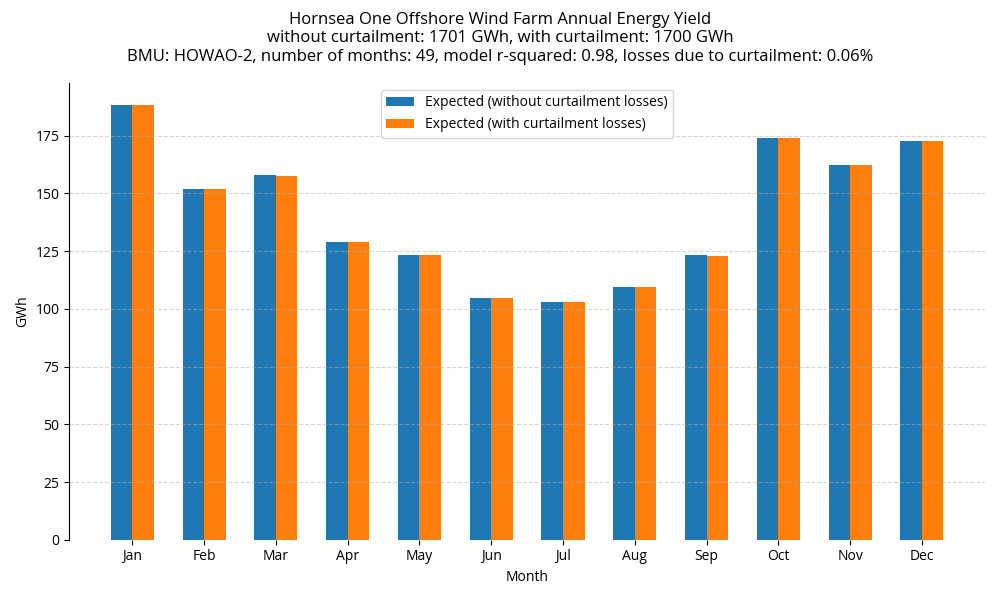 Hornsea One Offshore Wind Farm Annual Energy Yield
without curtailment: 1701 GWh, with curtailment: 1700 GWh
BMU: HOWAO-2, number of months: 49, model r-squared: 0.98, losses due to curtailment: 0.06%
Expected (without curtailment losses)
Expected (with curtailment losses)
175
150
125
100
75
50
25
0
GWh
Jan Feb Mar Apr May Jun Jul Aug Sep Oct Nov Dec
Month